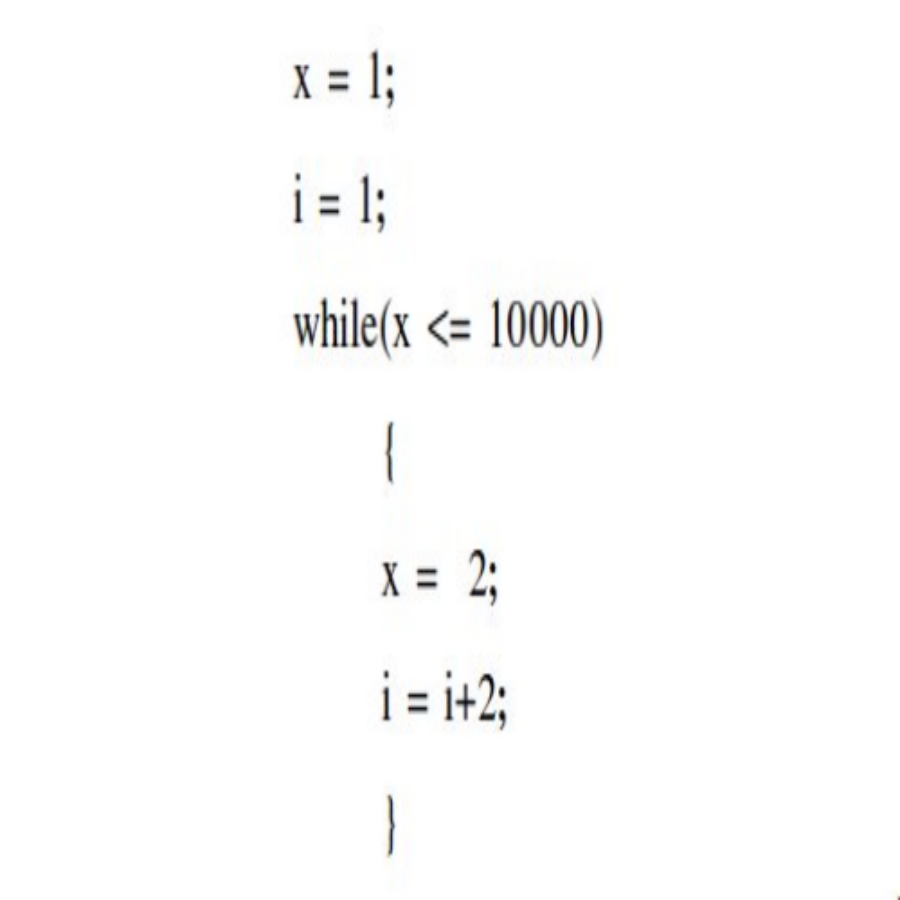 x = 1;
i = 1;
while(x <= 10000)
{
x = 2;
i = i+2;
}